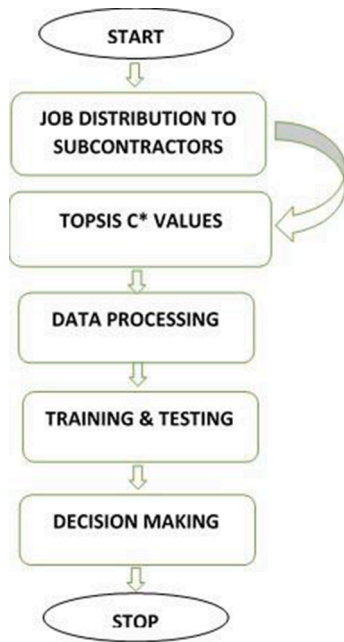 START
JOB DISTRIBUTION TO
SUBCONTRACTORS
TOPSIS C* VALUES
DATA PROCESSING
TRAINING & TESTING
DECISION MAKING
STOP